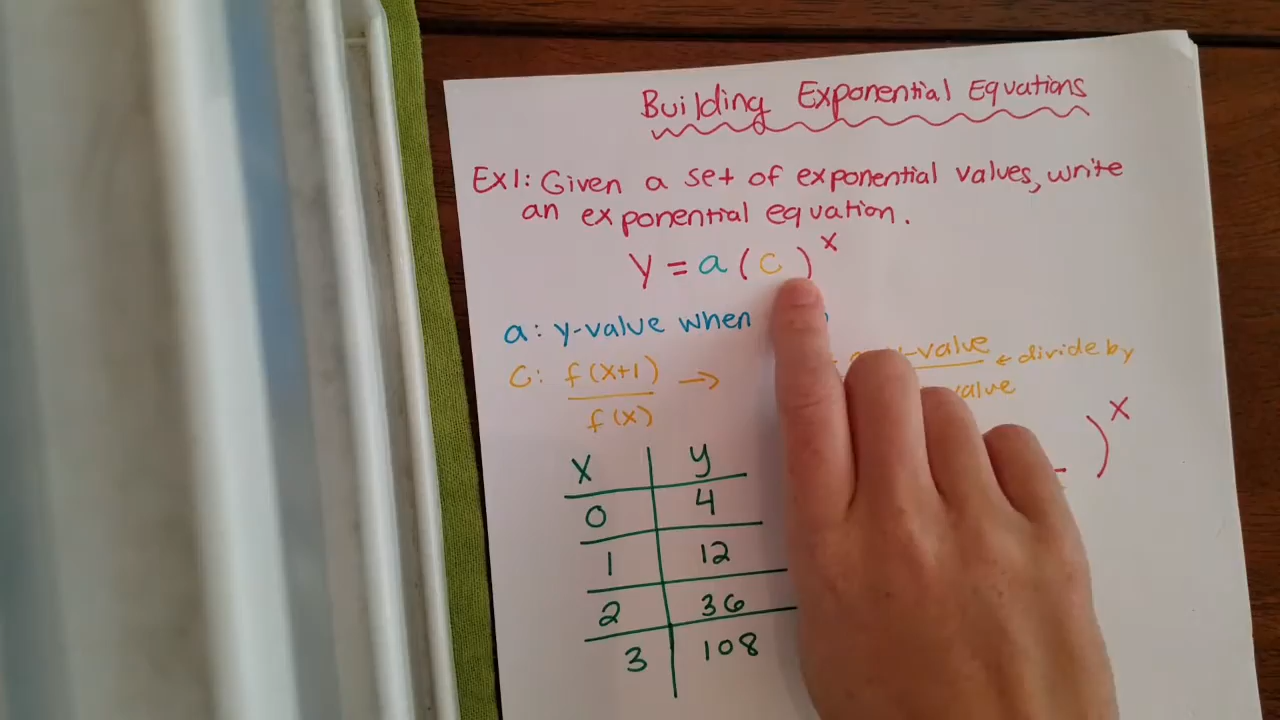 Building Exponential Equations
Ex1: Given a set of exponential values, write
an exponential equation.
y = a ( c )^x
a: y-value when
C: f(x+1) / f(x) → -value ← divide by
value
( )^x
x | y
0 | 4
1 | 12
2 | 36
3 | 108